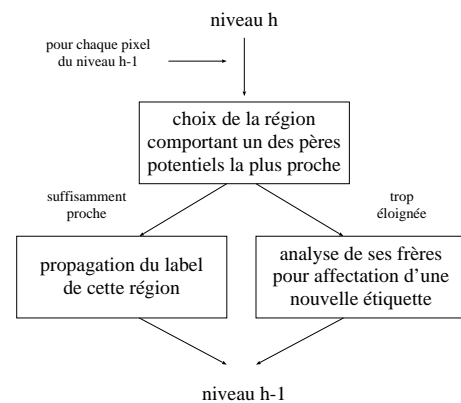 niveau h
pour chaque pixel
du niveau h-1
choix de la région
comportant un des pères
potentiels la plus proche
suffisamment
proche
trop
éloignée
propagation du label
de cette région
analyse de ses frères
pour affectation d'une
nouvelle étiquette
niveau h-1